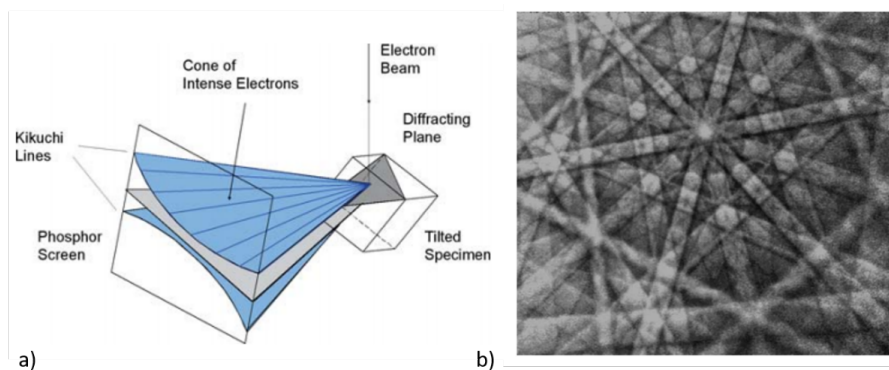 Electron
Beam
Cone of
Intense Electrons
Diffracting
Plane
Kikuchi
Lines
Phosphor
Screen
Tilted
Specimen
a)
b)